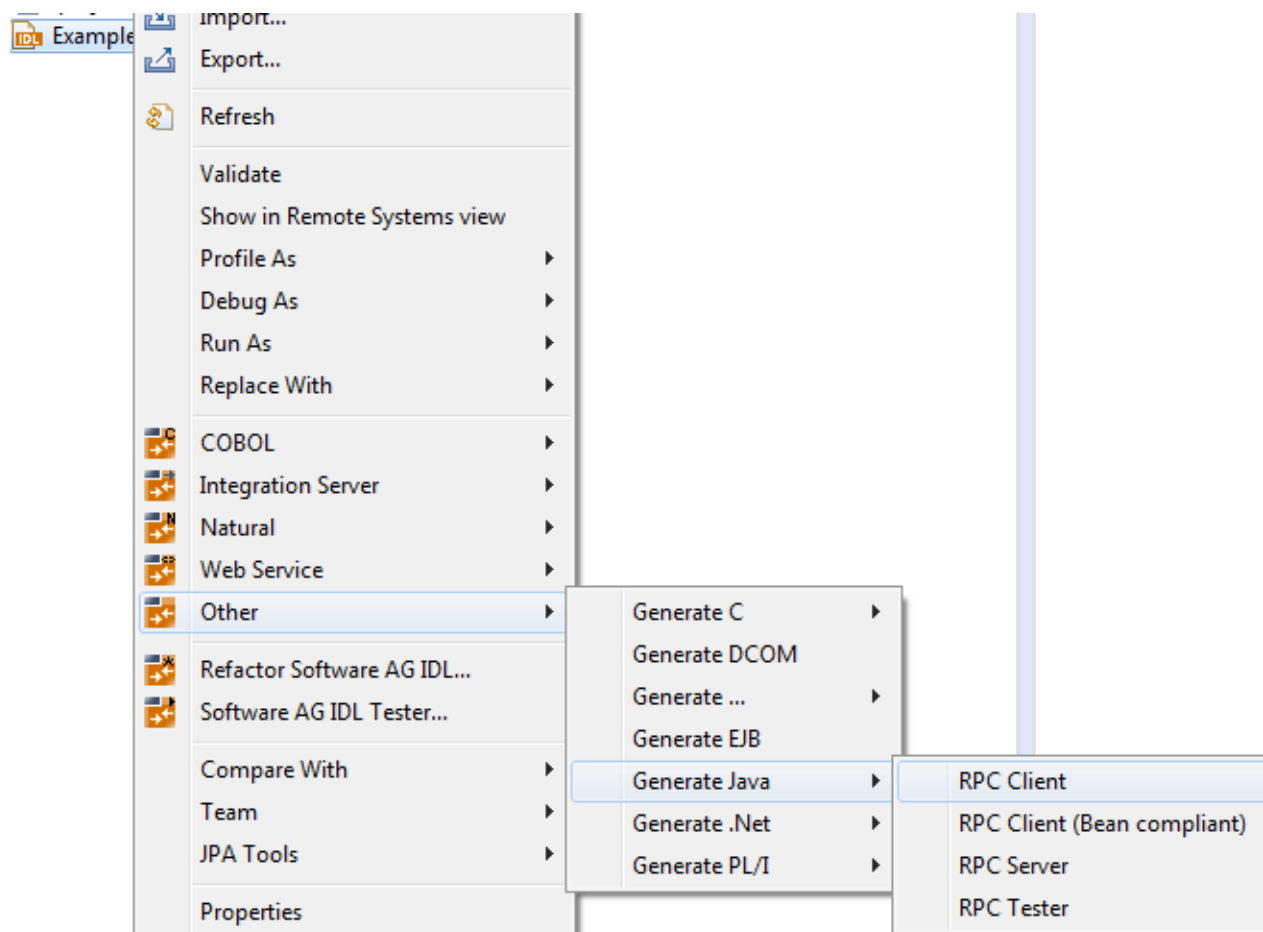 Import...
IDL Example
Export...
Refresh
Validate
Show in Remote Systems view
Profile As
Debug As
Run As
Replace With
COBOL
Integration Server
Natural
Web Service
Other
Refactor Software AG IDL...
Software AG IDL Tester...
Compare With
Team
JPA Tools
Properties
Generate C
Generate DCOM
Generate ...
Generate EJB
Generate Java
Generate .Net
Generate PL/I
RPC Client
RPC Client (Bean compliant)
RPC Server
RPC Tester